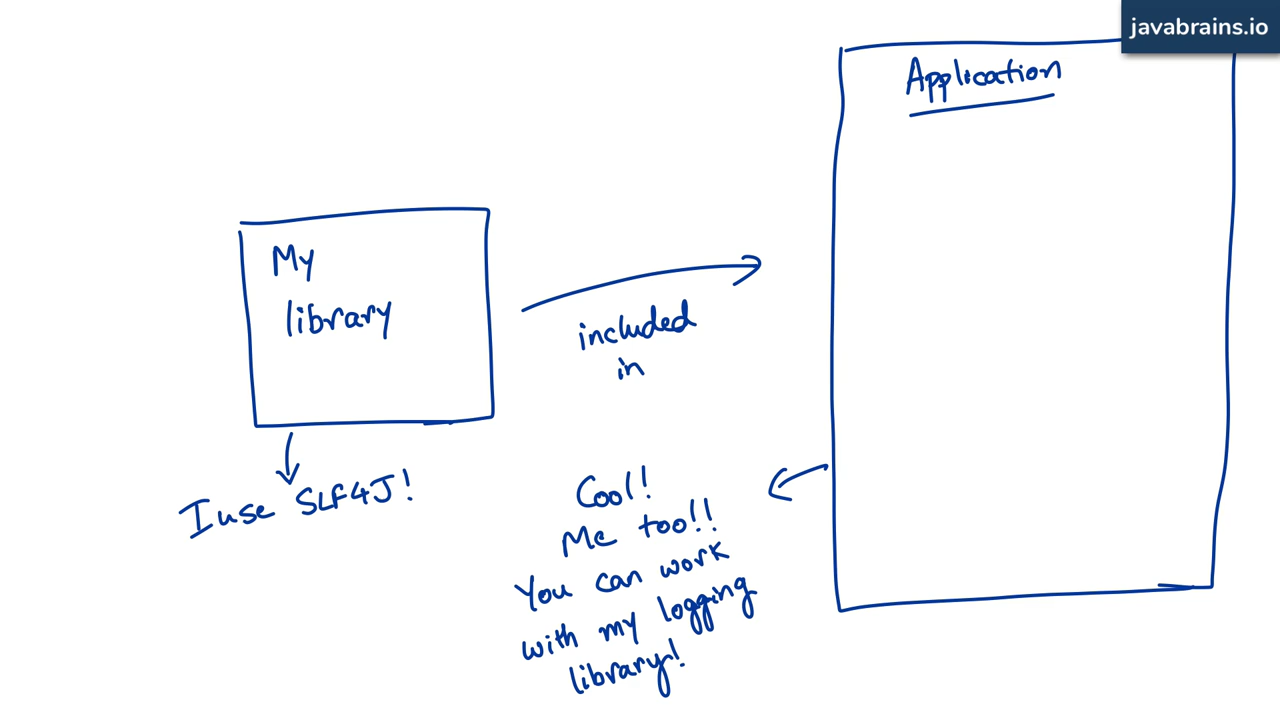 javabrains.io
Application
My
library
included
in
I use SLF4J!
Cool!
Me too!!
You can work
with my logging
library!